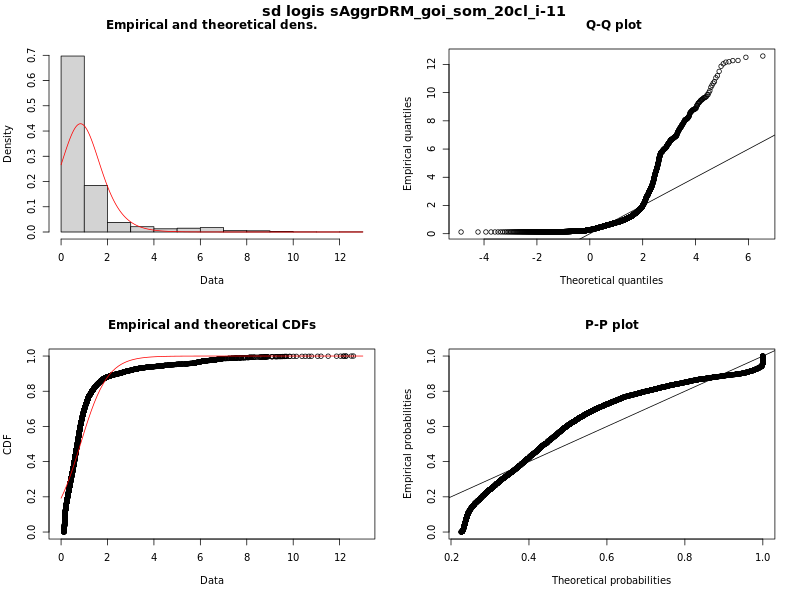 sd logis sAggrDRM_goi_som_20cl_i-11
Empirical and theoretical dens.
Density
0.0 0.1 0.2 0.3 0.4 0.5 0.6 0.7
0 2 4 6 8 10 12
Data
Q-Q plot
Empirical quantiles
0 2 4 6 8 10 12
-4 -2 0 2 4 6
Theoretical quantiles
Empirical and theoretical CDFs
CDF
0.0 0.2 0.4 0.6 0.8 1.0
0 2 4 6 8 10 12
Data
P-P plot
Empirical probabilities
0.0 0.2 0.4 0.6 0.8 1.0
0.2 0.4 0.6 0.8 1.0
Theoretical probabilities